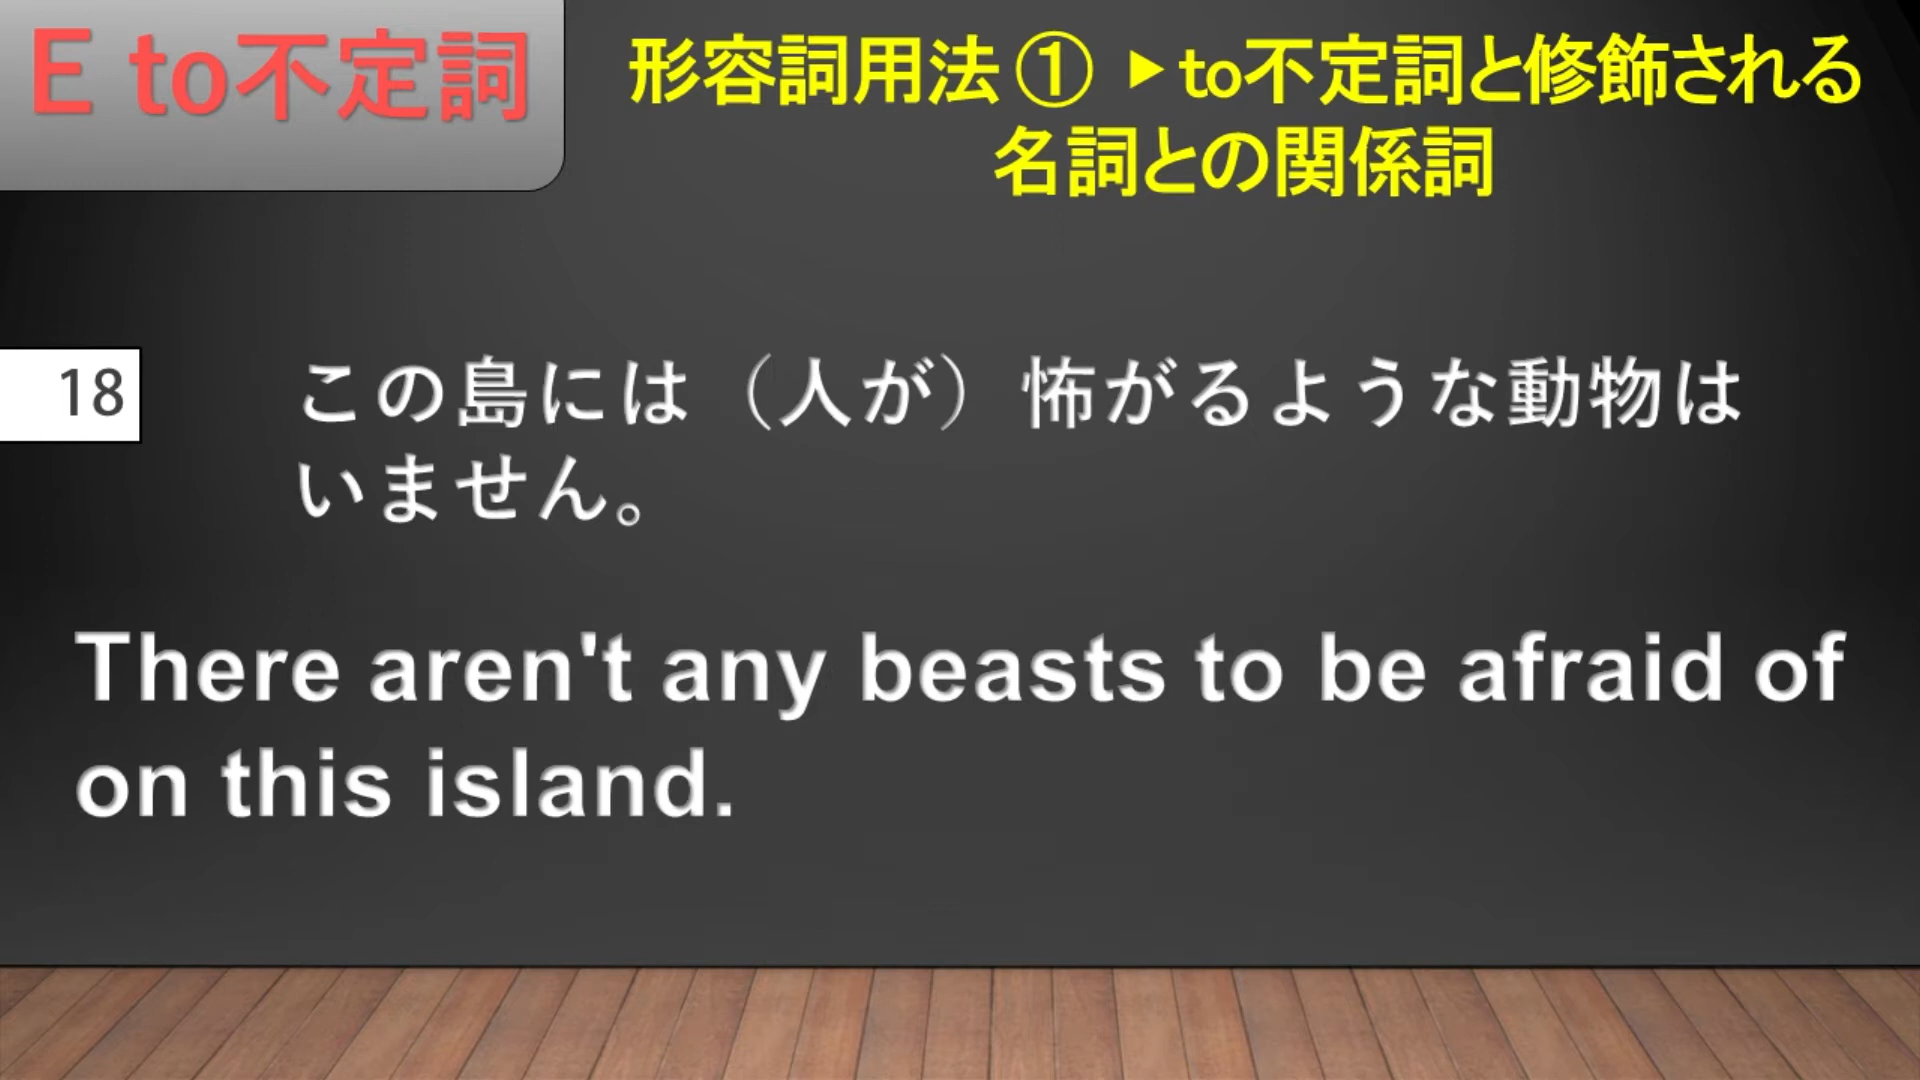 E to不定詞
形容詞用法① ▶to不定詞と修飾される
名詞との関係詞
18
この島には（人が）怖がるような動物は
いません。
There aren't any beasts to be afraid of
on this island.